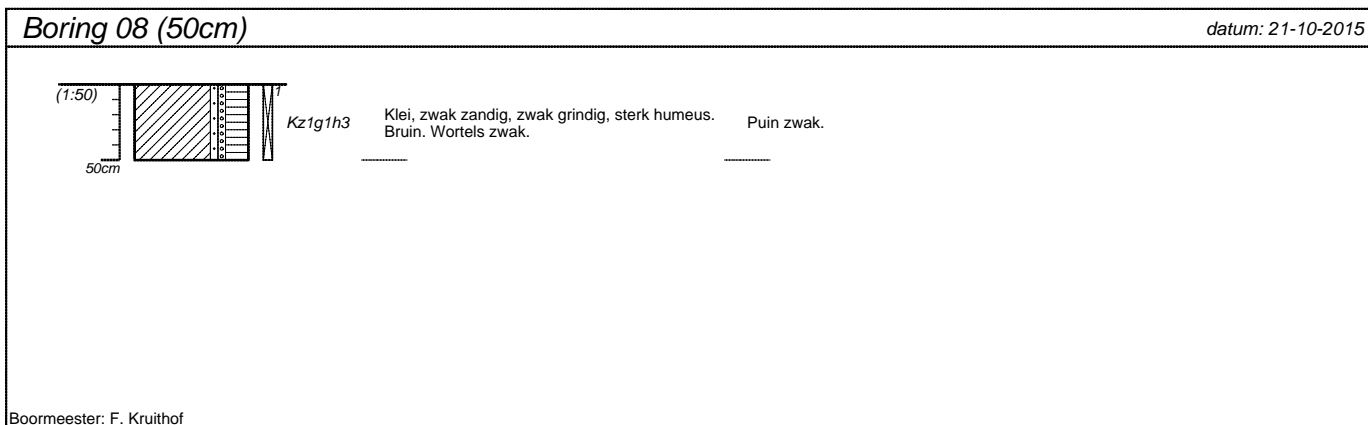 Boring 08 (50cm)
datum: 21-10-2015
(1:50)
1
Kz1g1h3
Klei, zwak zandig, zwak grindig, sterk humeus.
Bruin. Wortels zwak.
Puin zwak.
50cm
Boormeester: F. Kruithof